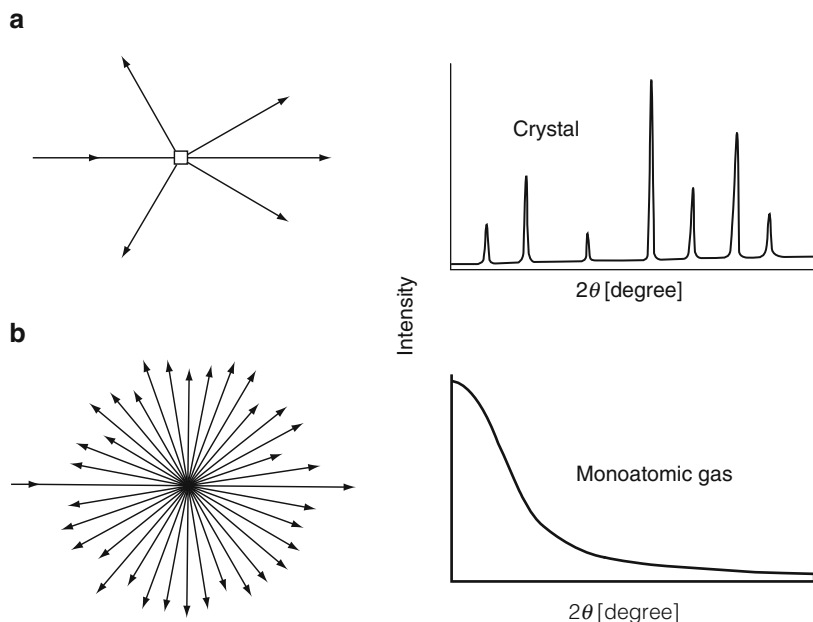 a
Crystal
2θ [degree]
Intensity
b
Monoatomic gas
2θ [degree]